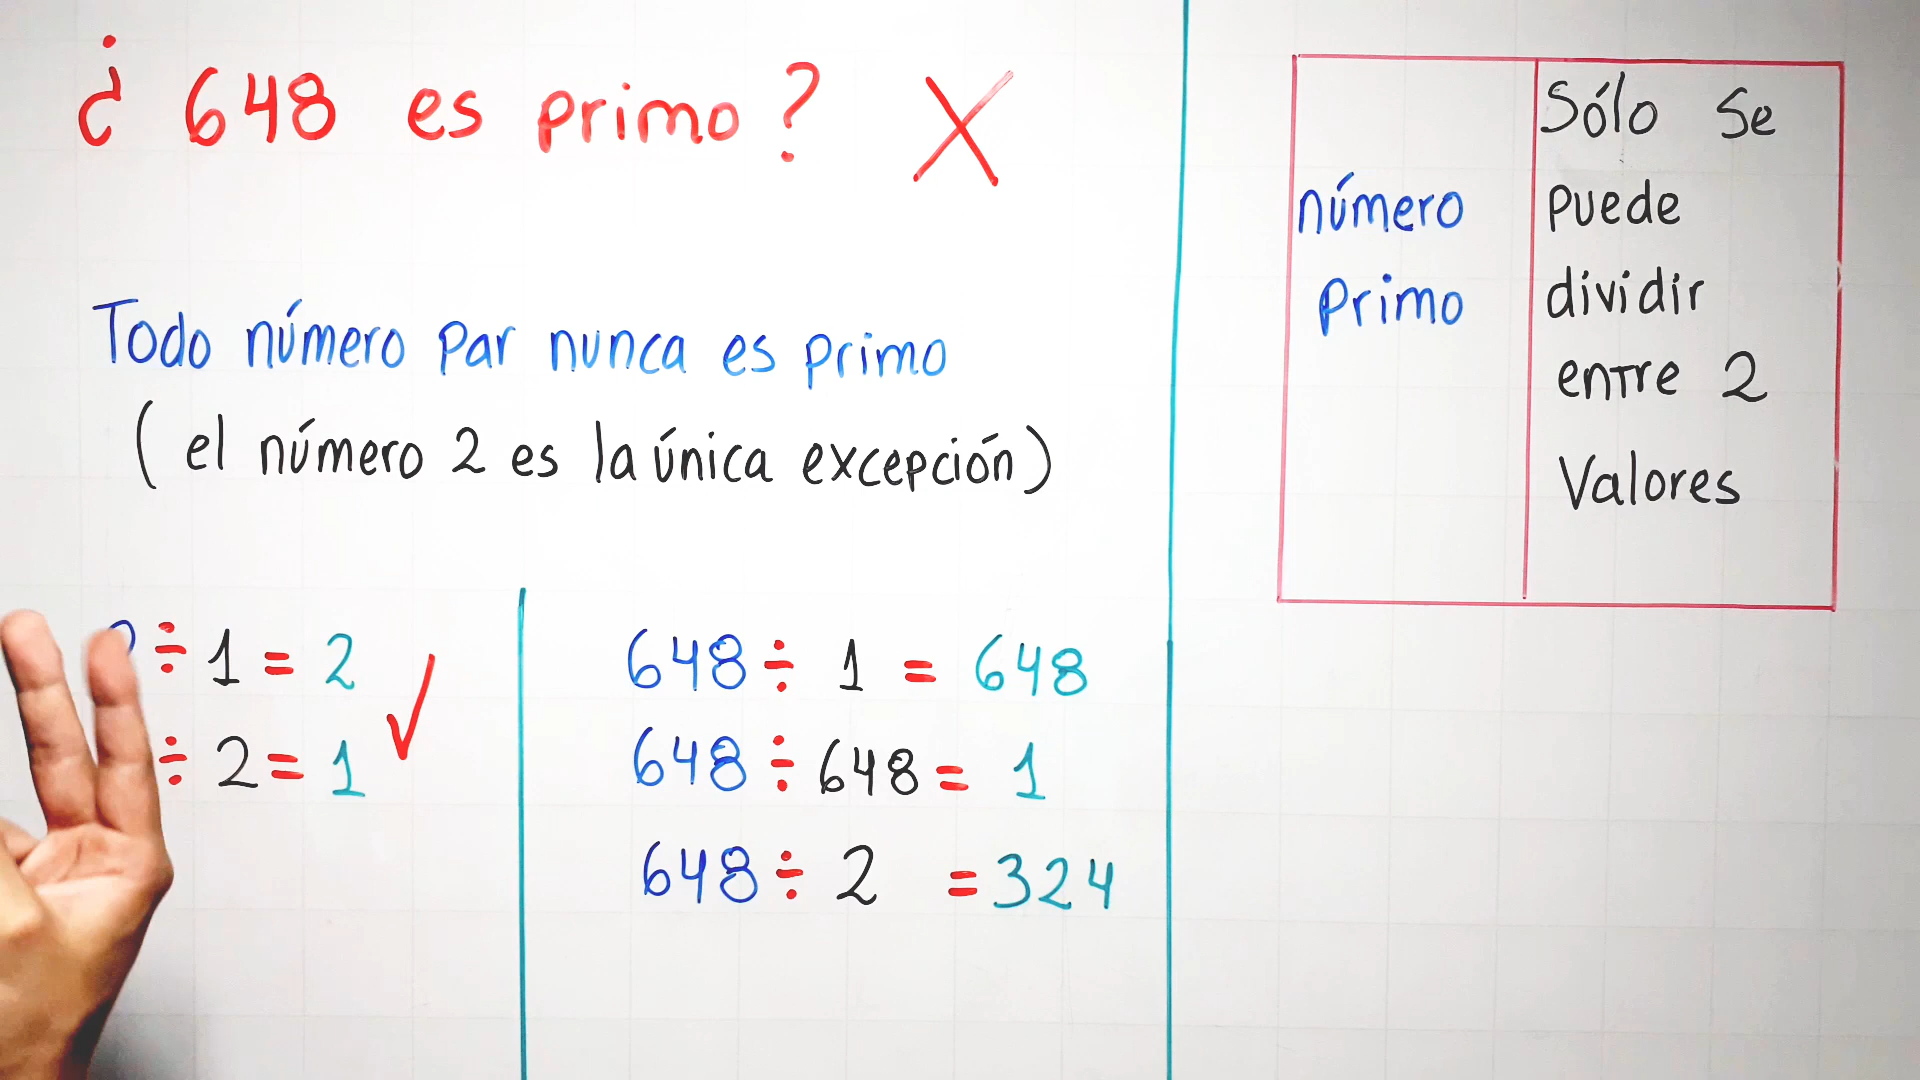 ¿ 648 es primo? X
Todo número par nunca es primo
( el número 2 es la única excepción)
÷ 1 = 2 ✓
÷ 2 = 1
648 ÷ 1 = 648
648 ÷ 648 = 1
648 ÷ 2 = 324
número
primo
Sólo Se
puede
dividir
entre 2
Valores